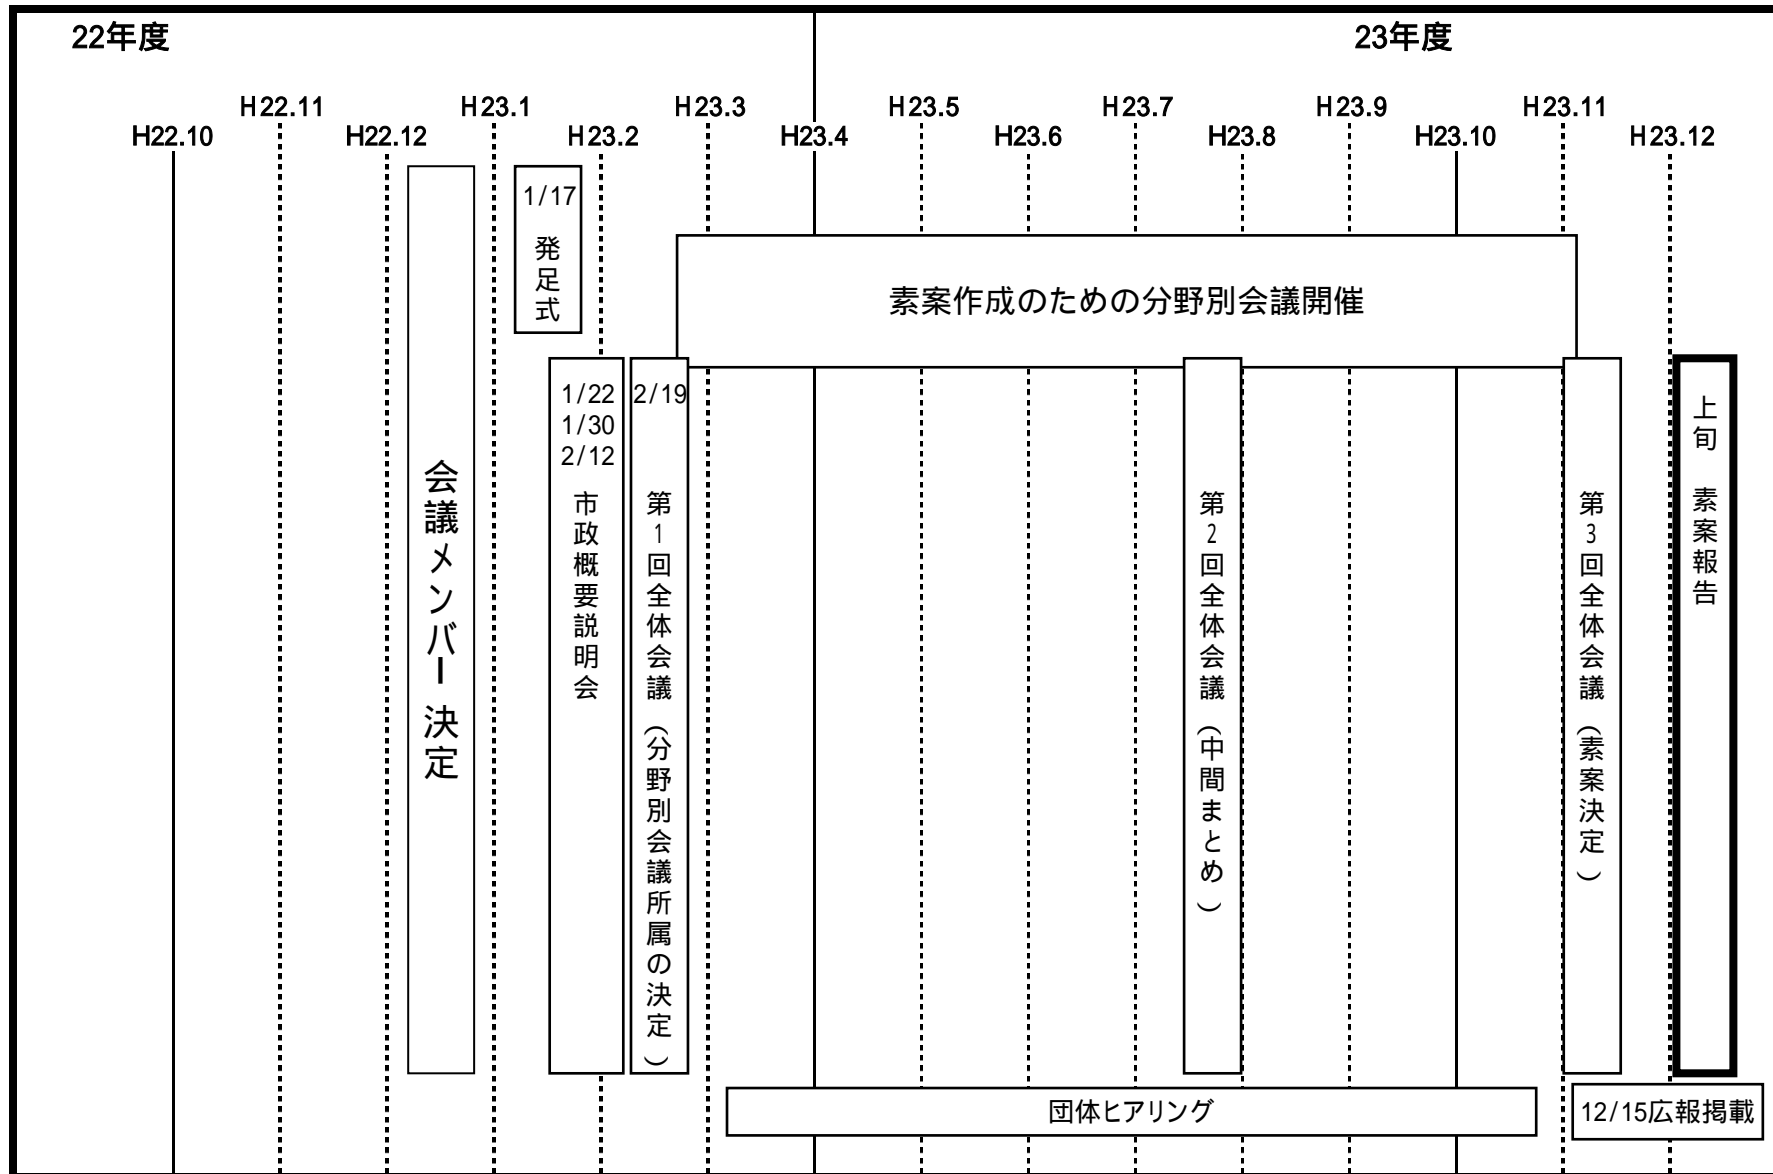 22年度
23年度
H22.10
H22.11
H22.12
H23.1
H23.2
H23.3
H23.4
H23.5
H23.6
H23.7
H23.8
H23.9
H23.10
H23.11
H23.12
会議メンバー決定
1/17
発足式
1/22
1/30
2/12
市政概要説明会
2/19
第1回全体会議(分野別会議所属の決定)
素案作成のための分野別会議開催
第2回全体会議(中間まとめ)
第3回全体会議(素案決定)
上旬 素案報告
団体ヒアリング
12/15広報掲載